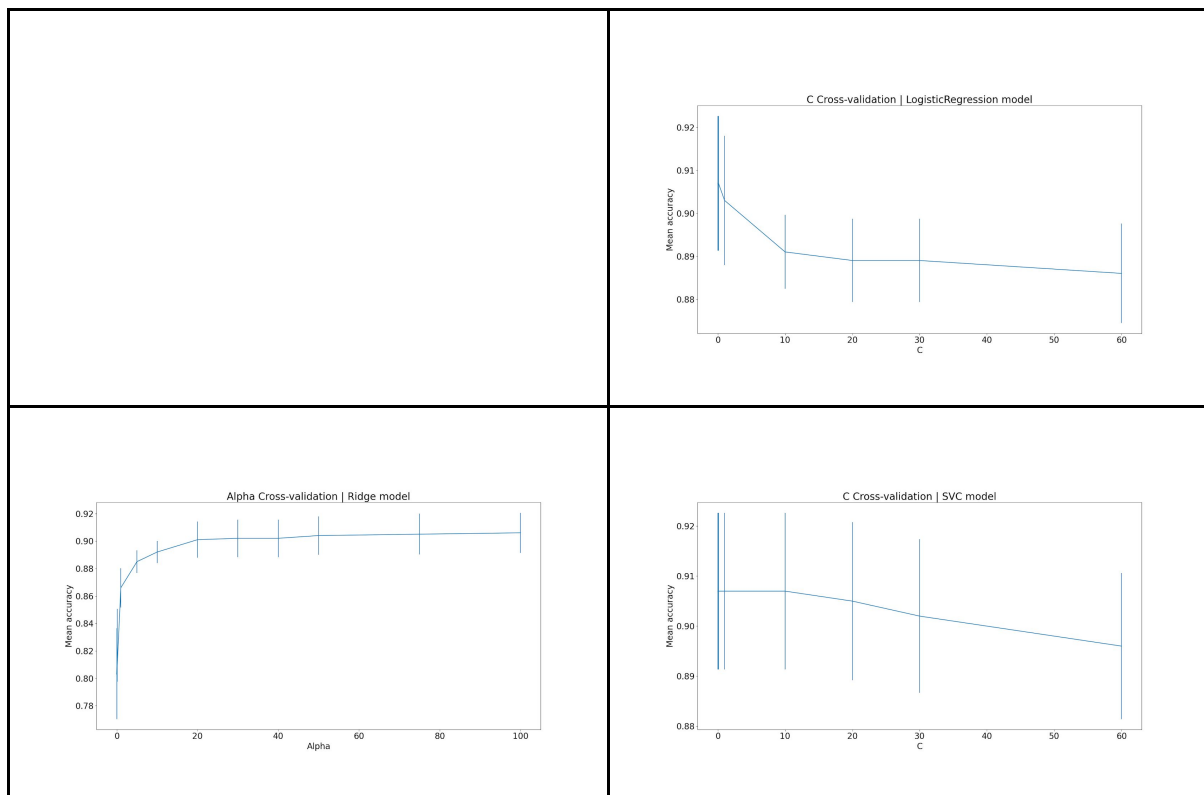 C Cross-validation | LogisticRegression model
0.92
0.91
0.90
0.89
0.88
Mean accuracy
0 10 20 30 40 50 60
C
Alpha Cross-validation | Ridge model
0.92
0.90
0.88
0.86
0.84
0.82
0.80
0.78
Mean accuracy
0 20 40 60 80 100
Alpha
C Cross-validation | SVC model
0.92
0.91
0.90
0.89
0.88
Mean accuracy
0 10 20 30 40 50 60
C